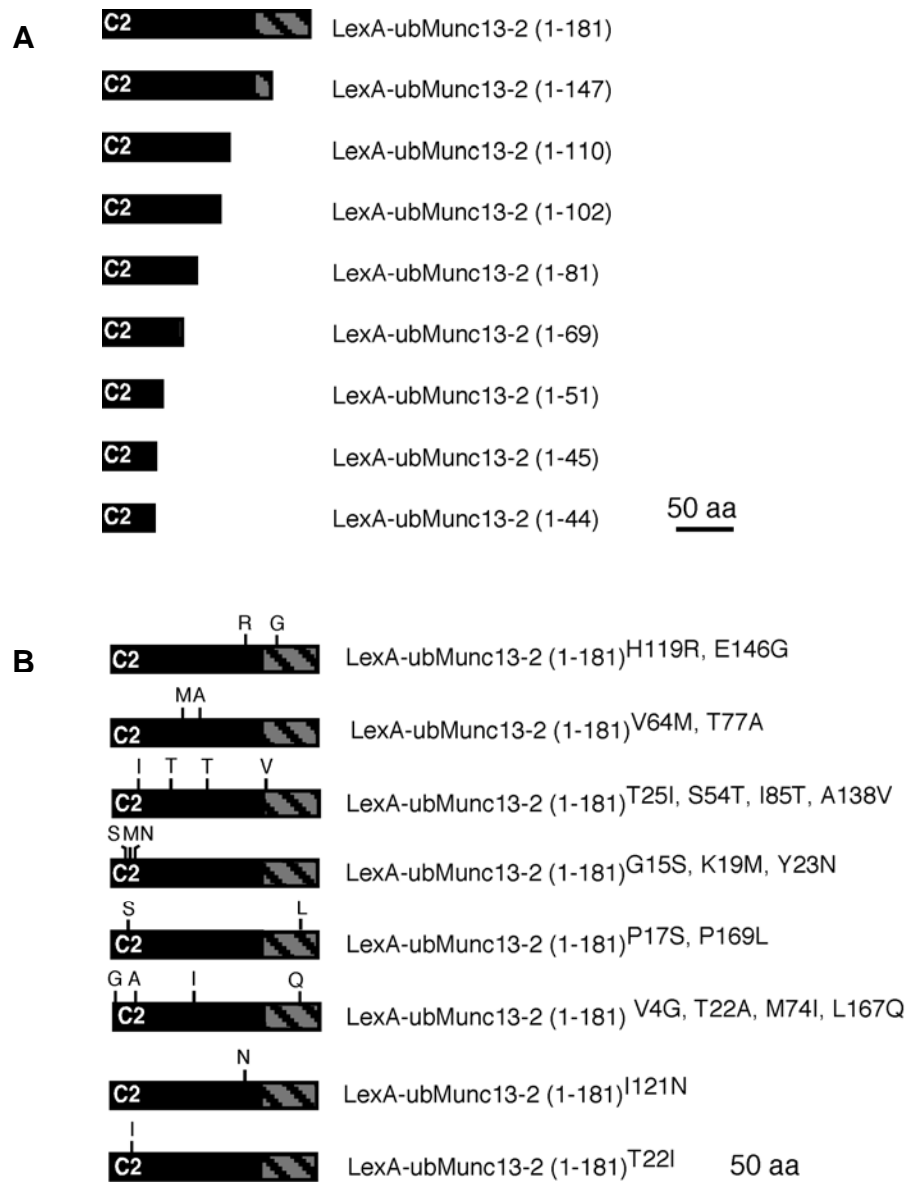 A
C2 LexA-ubMunc13-2 (1-181)
C2 LexA-ubMunc13-2 (1-147)
C2 LexA-ubMunc13-2 (1-110)
C2 LexA-ubMunc13-2 (1-102)
C2 LexA-ubMunc13-2 (1-81)
C2 LexA-ubMunc13-2 (1-69)
C2 LexA-ubMunc13-2 (1-51)
C2 LexA-ubMunc13-2 (1-45)
C2 LexA-ubMunc13-2 (1-44) 50 aa
B
R G
C2 LexA-ubMunc13-2 (1-181)H119R, E146G
M A
C2 LexA-ubMunc13-2 (1-181)V64M, T77A
I T T V
C2 LexA-ubMunc13-2 (1-181)T25I, S54T, I85T, A138V
S M N
C2 LexA-ubMunc13-2 (1-181)G15S, K19M, Y23N
S L
C2 LexA-ubMunc13-2 (1-181)P17S, P169L
G A I Q
C2 LexA-ubMunc13-2 (1-181) V4G, T22A, M74I, L167Q
N
C2 LexA-ubMunc13-2 (1-181)I121N
I
C2 LexA-ubMunc13-2 (1-181)T22I 50 aa